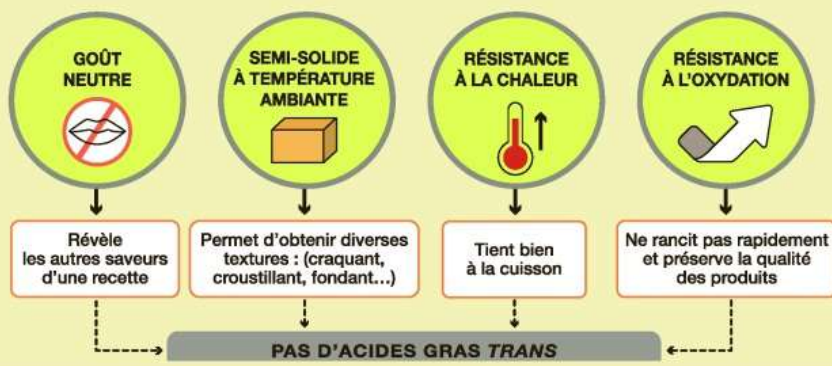 GOÛT
NEUTRE
SEMI-SOLIDE
À TEMPÉRATURE
AMBIANTE
RÉSISTANCE
À LA CHALEUR
RÉSISTANCE
À L'OXYDATION
Révèle
les autres saveurs
d'une recette
Permet d'obtenir diverses
textures : (craquant,
croustillant, fondant...)
Tient bien
à la cuisson
Ne rancit pas rapidement
et préserve la qualité
des produits
PAS D'ACIDES GRAS TRANS